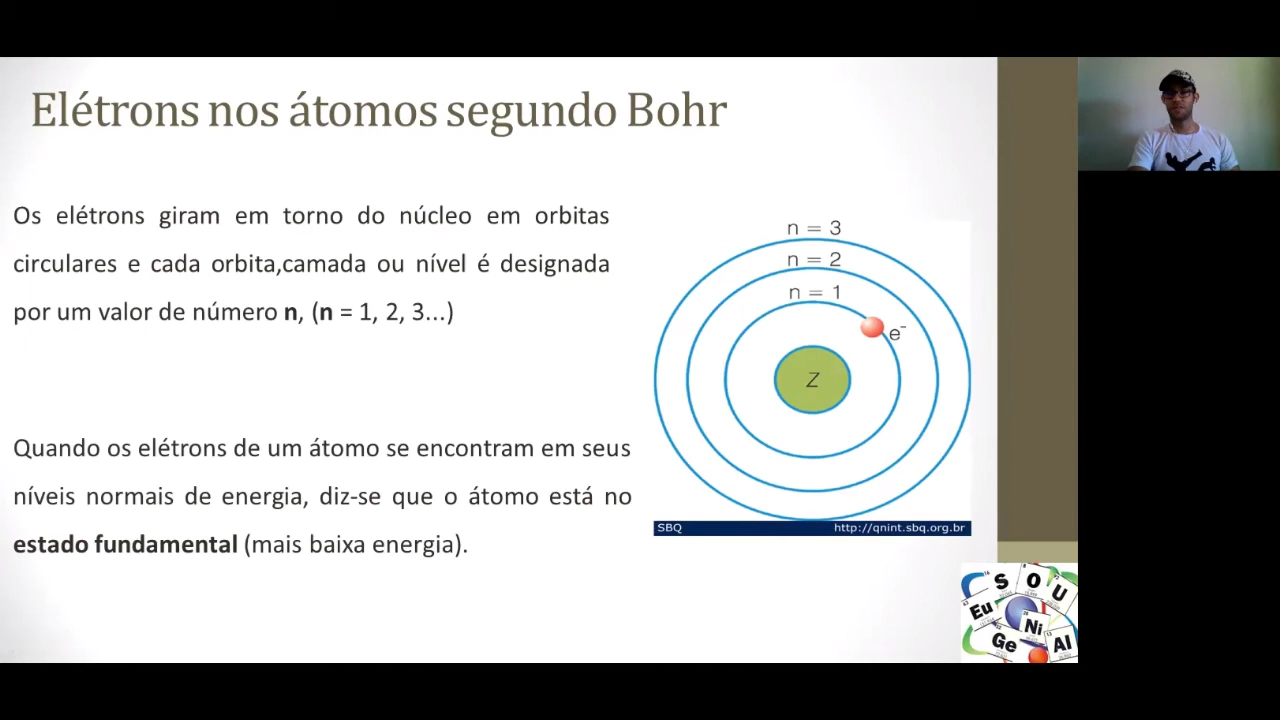 Elétrons nos átomos segundo Bohr
Os elétrons giram em torno do núcleo em orbitas
circulares e cada orbita,camada ou nível é designada
por um valor de número n, (n = 1, 2, 3...)
Quando os elétrons de um átomo se encontram em seus
níveis normais de energia, diz-se que o átomo está no
estado fundamental (mais baixa energia).
n = 3
n = 2
n = 1
e⁻
Z
SBQ http://qnint.sbq.org.br
Eu S O U
Ni
Ge Al